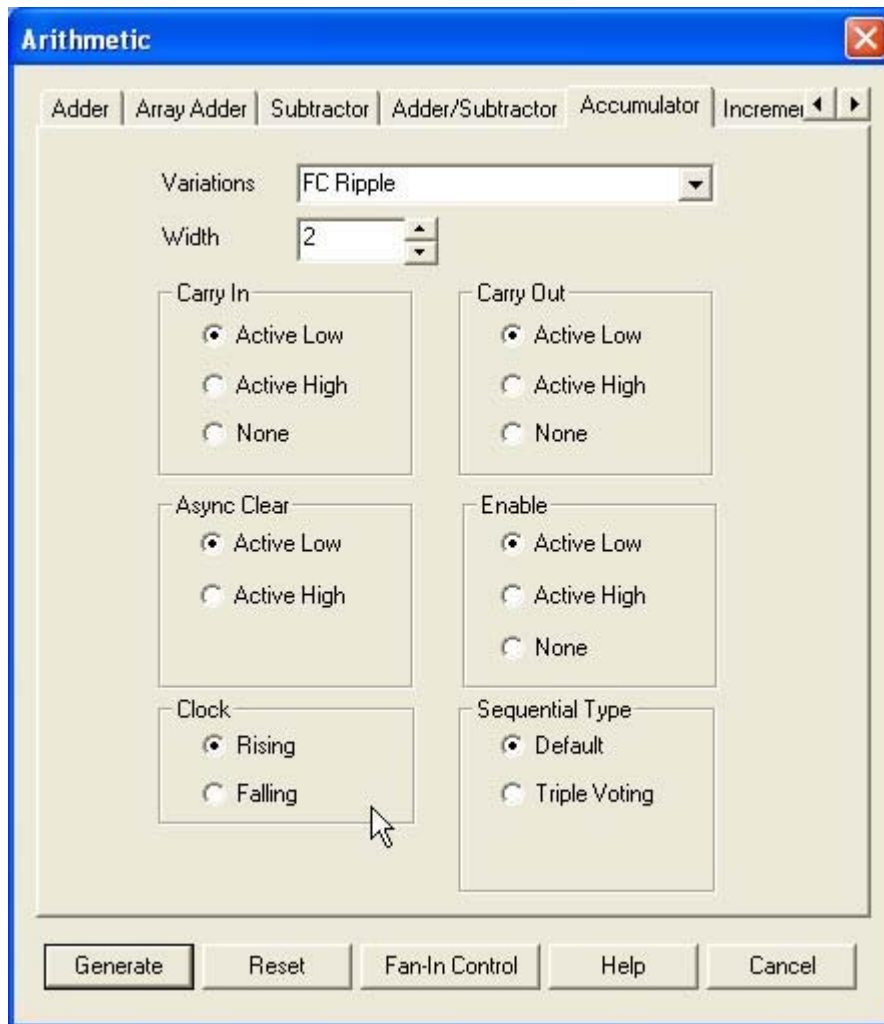 Arithmetic
Adder Array Adder Subtractor Adder/Subtractor Accumulator Incremer
Variations FC Ripple
Width 2
Carry In Carry Out
Active Low Active Low
Active High Active High
None None
Async Clear Enable
Active Low Active Low
Active High Active High
None
Clock Sequential Type
Rising Default
Falling Triple Voting
Generate Reset Fan-In Control Help Cancel